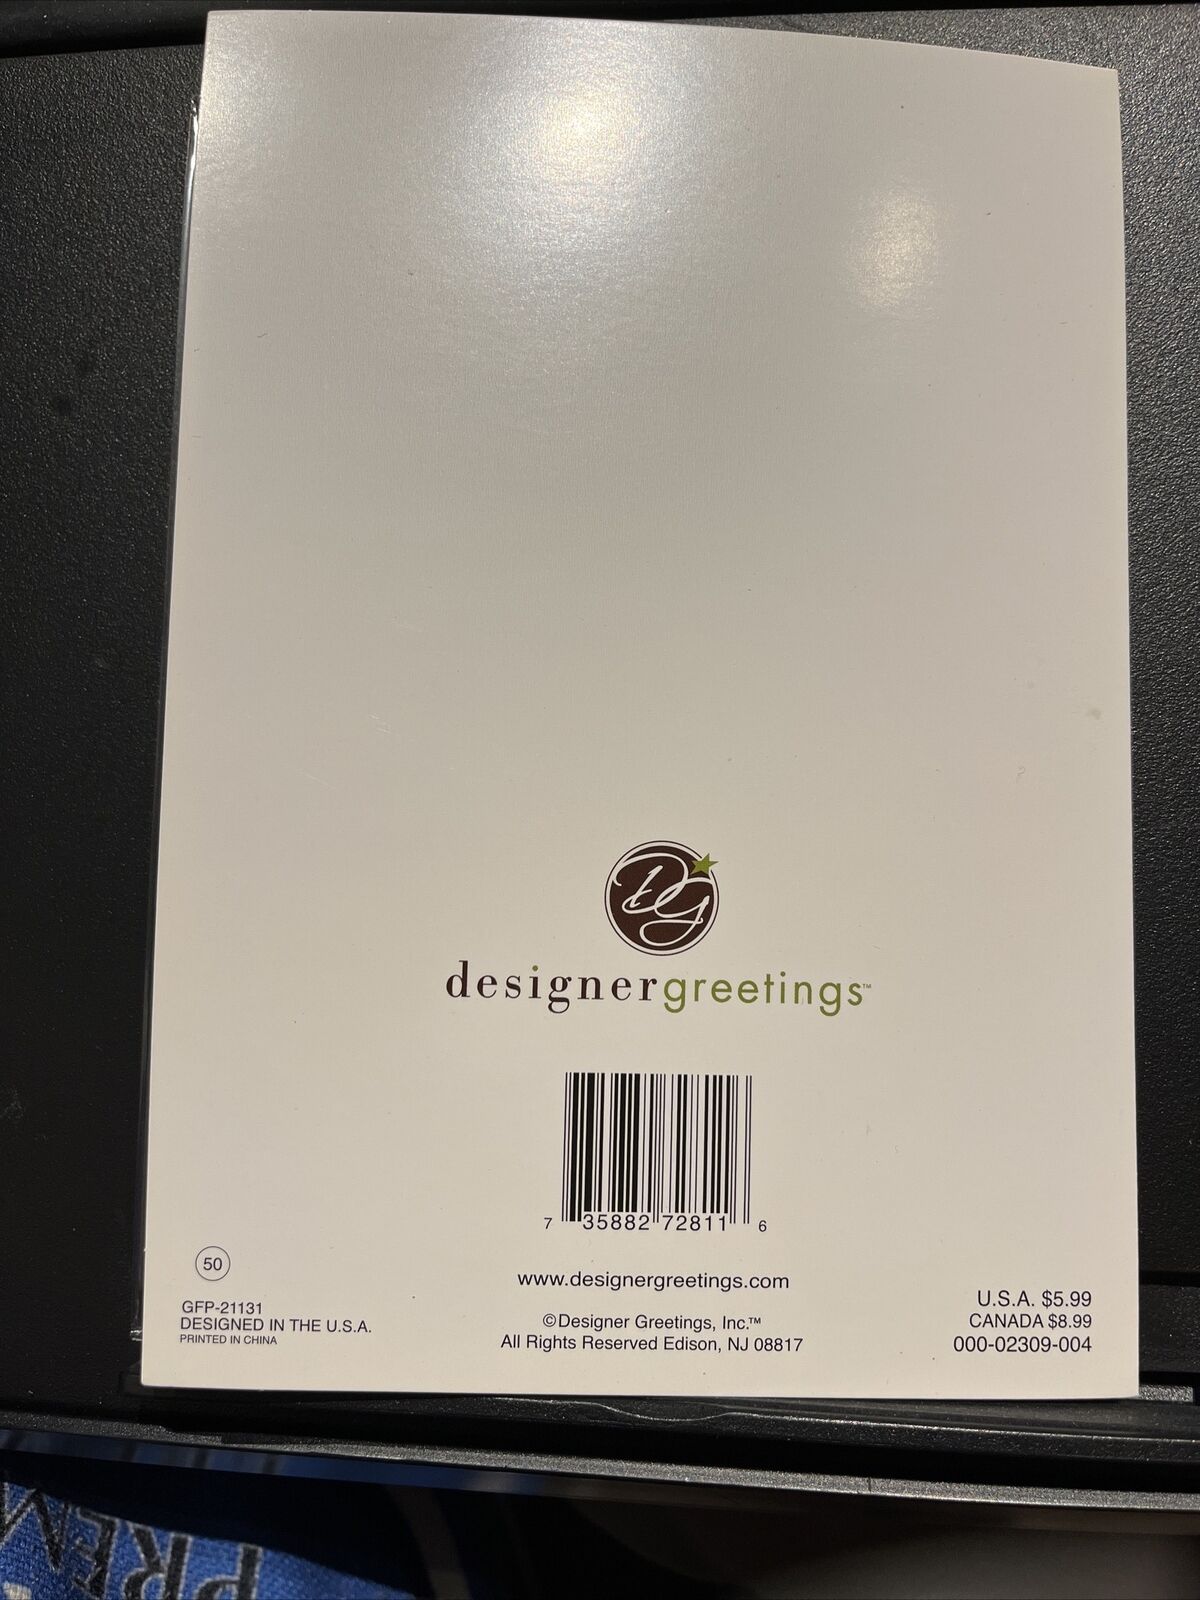 DG
designergreetings™
7 35882 72811 6
50
GFP-21131
DESIGNED IN THE U.S.A.
PRINTED IN CHINA
www.designergreetings.com
©Designer Greetings, Inc.™
All Rights Reserved Edison, NJ 08817
U.S.A. $5.99
CANADA $8.99
000-02309-004
PREM